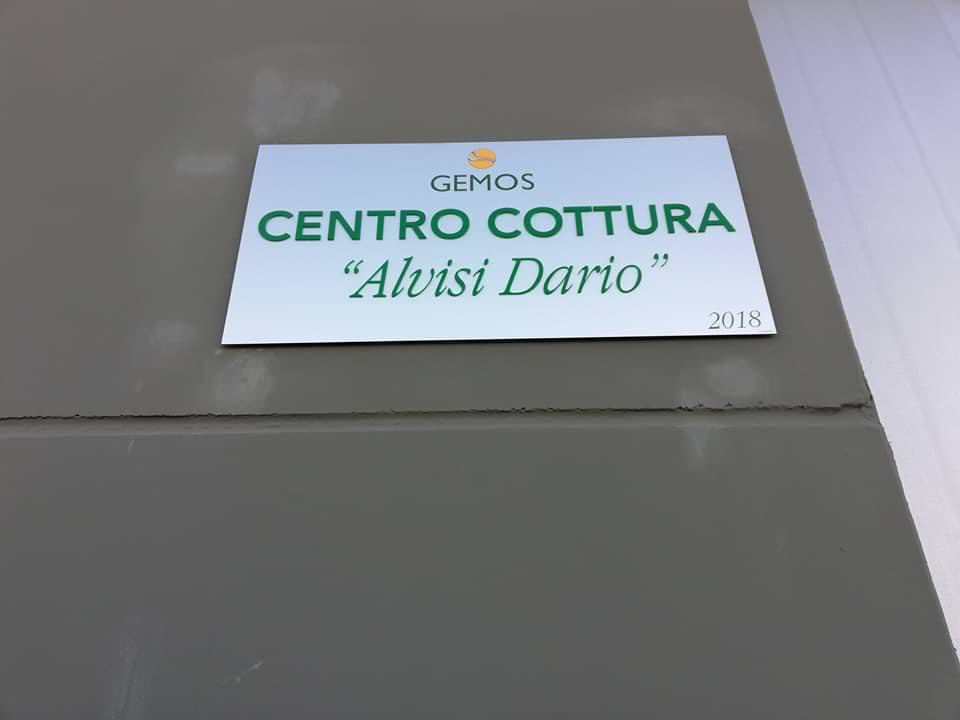 GEMOS
CENTRO COTTURA
“Alvisi Dario”
2018